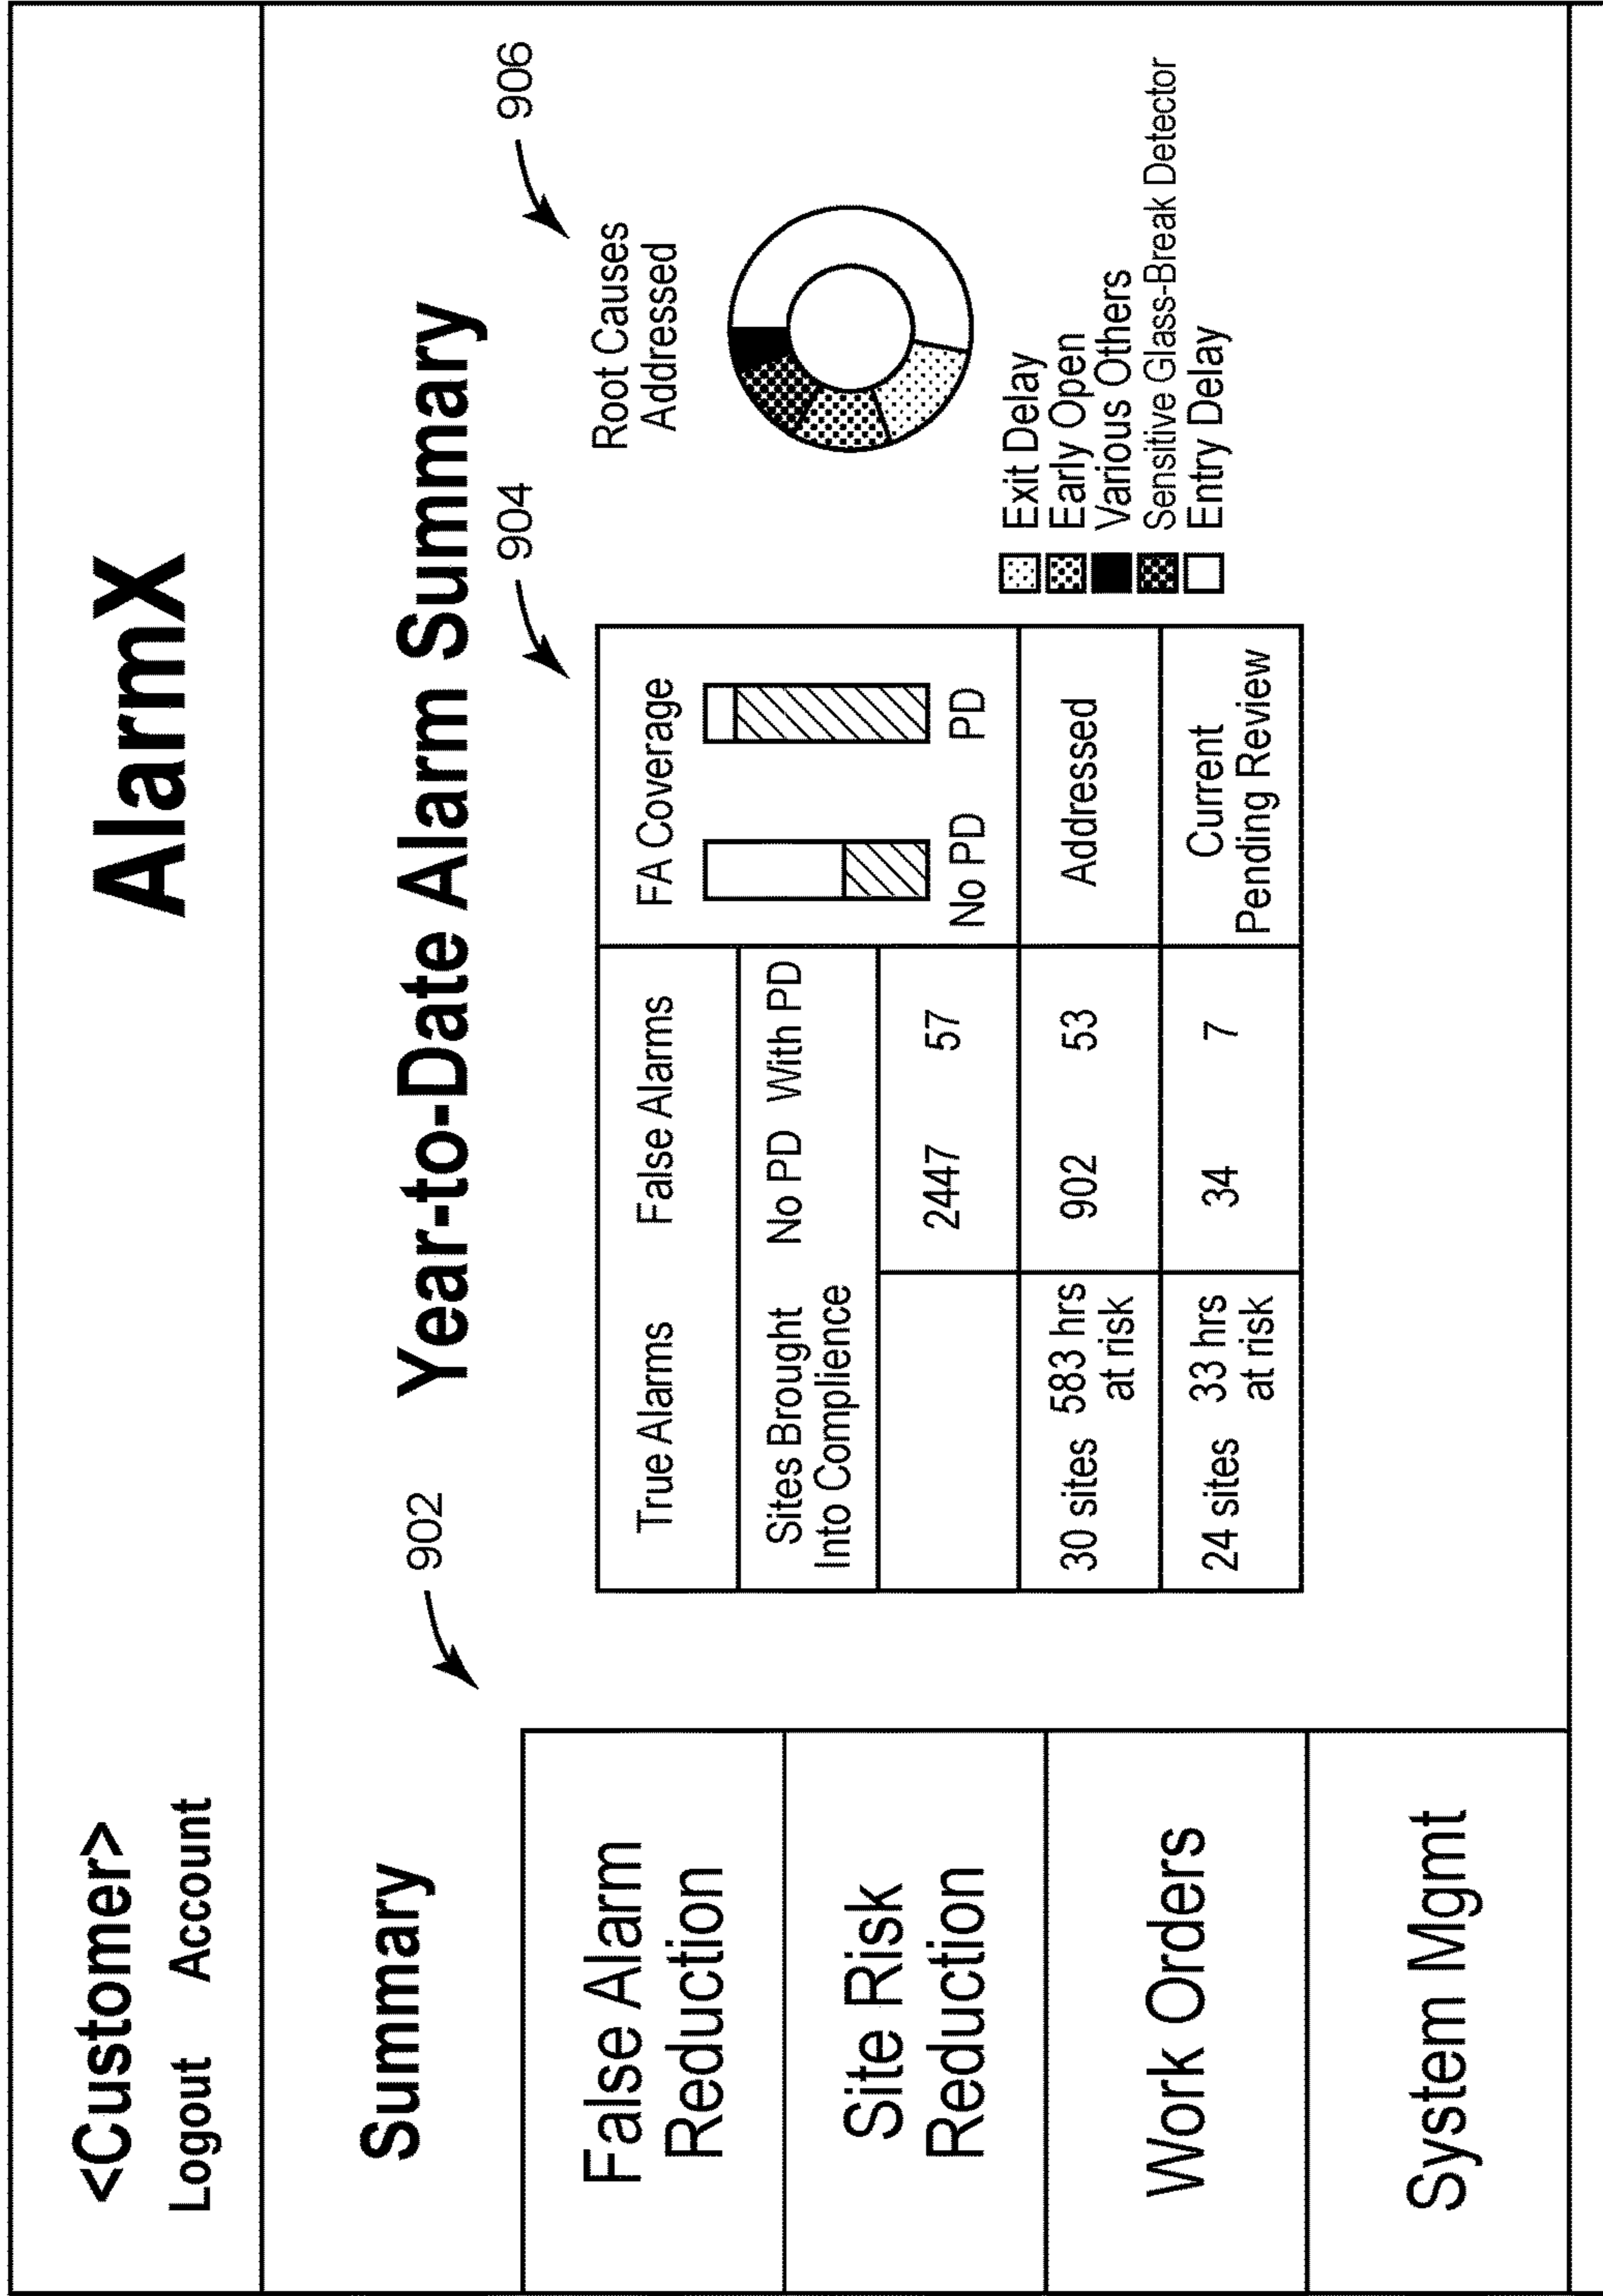 <Customer>
Logout Account
AlarmX
Summary
False Alarm
Reduction
Site Risk
Reduction
Work Orders
System Mgmt
902
Year-to-Date Alarm Summary
904
True Alarms False Alarms FA Coverage
Sites Brought
Into Complience
No PD With PD
2447 57
No PD PD
30 sites 583 hrs
at risk
902 53 Addressed
24 sites 33 hrs
at risk
34 7
Current
Pending Review
906
Root Causes
Addressed
Exit Delay
Early Open
Various Others
Sensitive Glass-Break Detector
Entry Delay